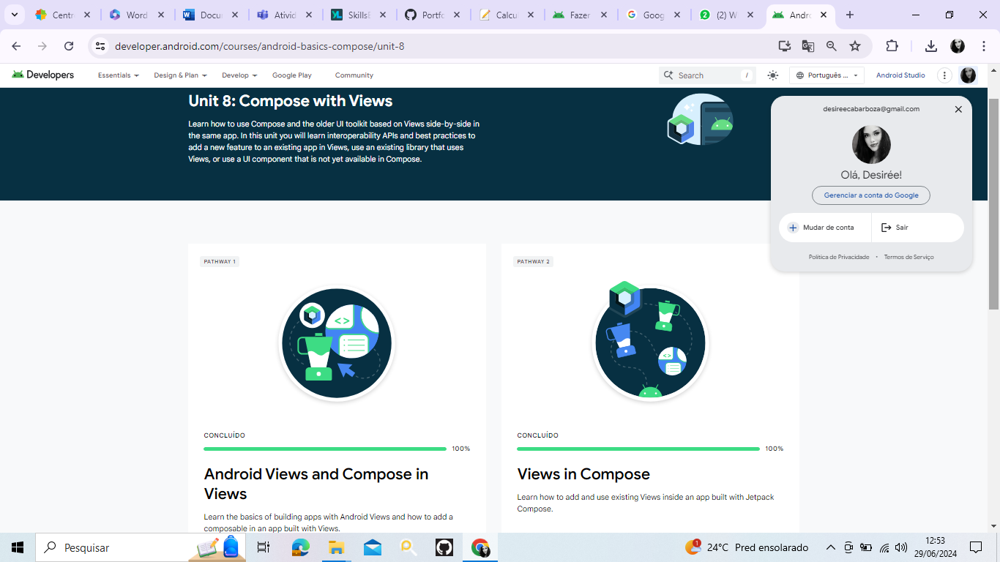 Centr
Word
Docu
Ativid
SkillsB
Portfo
Calcu
Fazer
Goog
(2) W
Andro
developer.android.com/courses/android-basics-compose/unit-8
Developers
Essentials
Design & Plan
Develop
Google Play
Community
Search
/
Português ...
Android Studio
Unit 8: Compose with Views
Learn how to use Compose and the older UI toolkit based on Views side-by-side in
the same app. In this unit you will learn interoperability APIs and best practices to
add a new feature to an existing app in Views, use an existing library that uses
Views, or use a UI component that is not yet available in Compose.
desireecabarboza@gmail.com
Olá, Desirée!
Gerenciar a conta do Google
Mudar de conta
Sair
Política de Privacidade • Termos de Serviço
PATHWAY 1
CONCLUÍDO
100%
Android Views and Compose in
Views
Learn the basics of building apps with Android Views and how to add a
composable in an app built with Views.
PATHWAY 2
CONCLUÍDO
100%
Views in Compose
Learn how to add and use existing Views inside an app built with Jetpack
Compose.
Pesquisar
24°C Pred ensolarado
12:53
29/06/2024